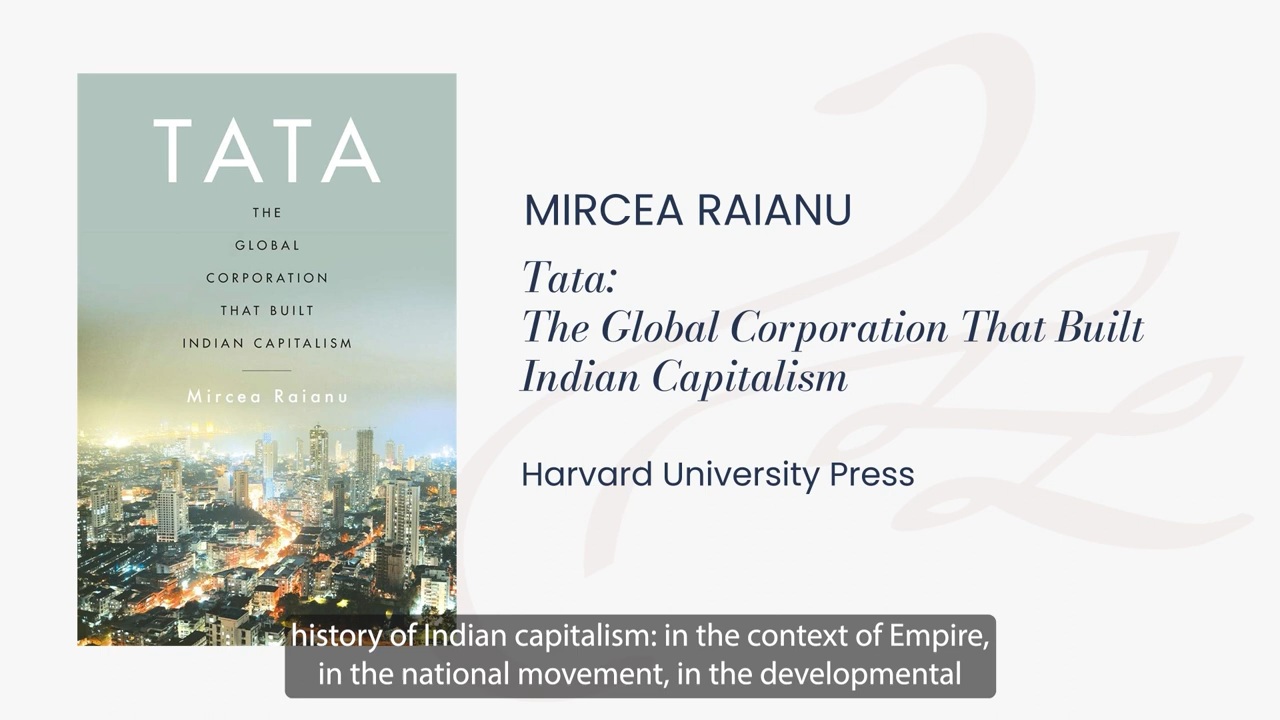 TATA
THE
GLOBAL
CORPORATION
THAT BUILT
INDIAN CAPITALISM
Mircea Raianu
MIRCEA RAIANU
Tata:
The Global Corporation That Built
Indian Capitalism
Harvard University Press
history of Indian capitalism: in the context of Empire,
in the national movement, in the developmental